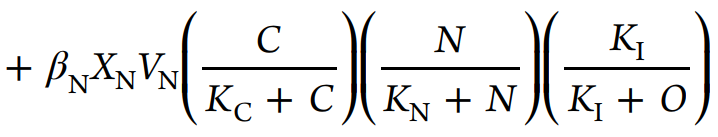 + β_N X_N V_N (C / (K_C + C)) (N / (K_N + N)) (K_I / (K_I + O))